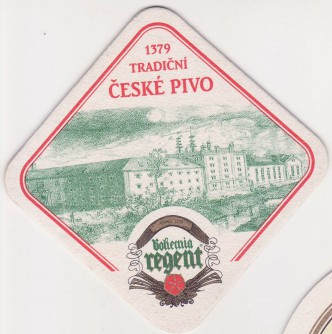 1379
TRADIČNÍ
ČESKÉ PIVO
Bohemia
regent